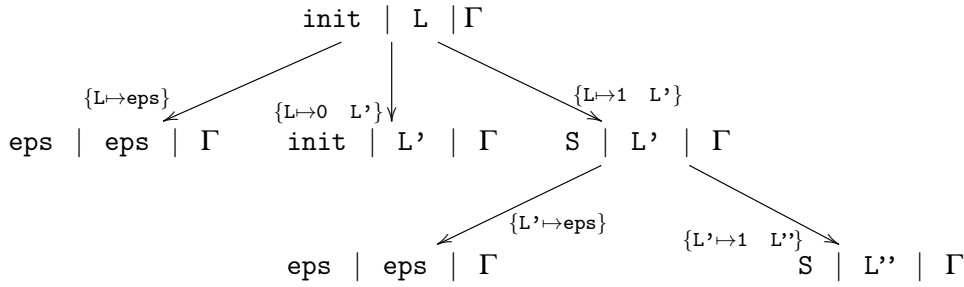 init | L | Γ
{L↦eps} {L↦0 L'} {L↦1 L'}
eps | eps | Γ init | L' | Γ S | L' | Γ
{L'↦eps} {L'↦1 L''}
eps | eps | Γ S | L'' | Γ